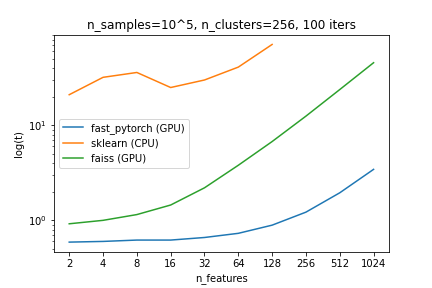 n_samples=10^5, n_clusters=256, 100 iters
log(t)
10^1
10^0
fast_pytorch (GPU)
sklearn (CPU)
faiss (GPU)
2 4 8 16 32 64 128 256 512 1024
n_features